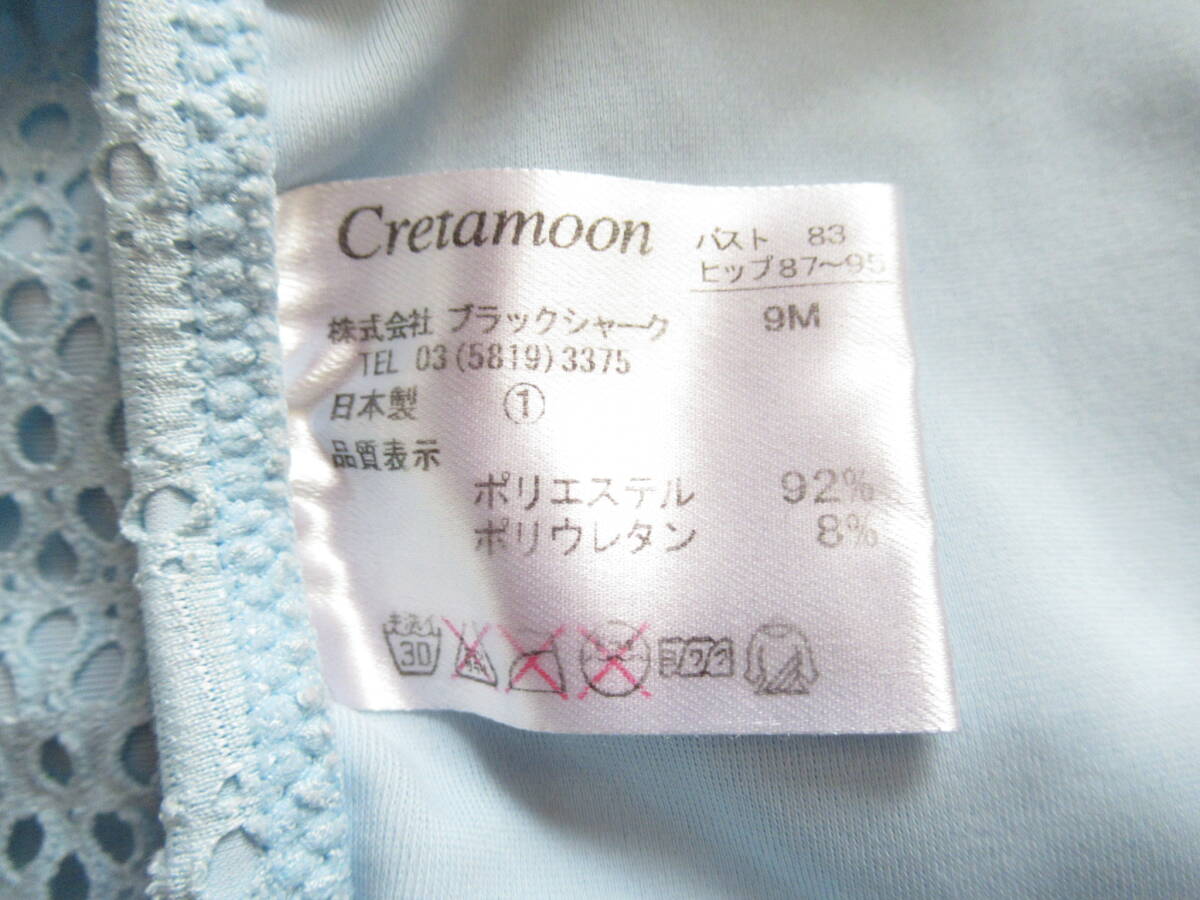 Cretamoon
バスト 83
ヒップ87〜95
9M
株式会社 ブラックシャーク
TEL 03(5819)3375
日本製 ①
品質表示
ポリエステル 92%
ポリウレタン 8%
手洗イ
30